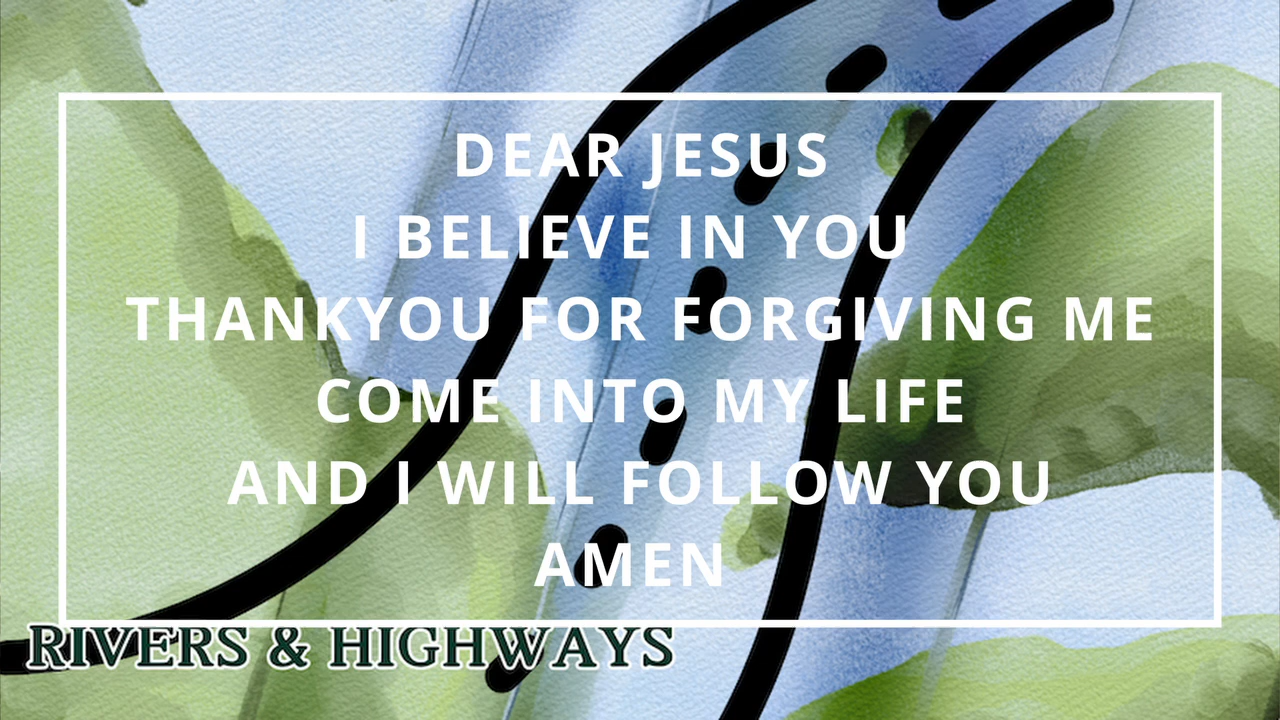 DEAR JESUS
I BELIEVE IN YOU
THANKYOU FOR FORGIVING ME
COME INTO MY LIFE
AND I WILL FOLLOW YOU
AMEN
RIVERS & HIGHWAYS